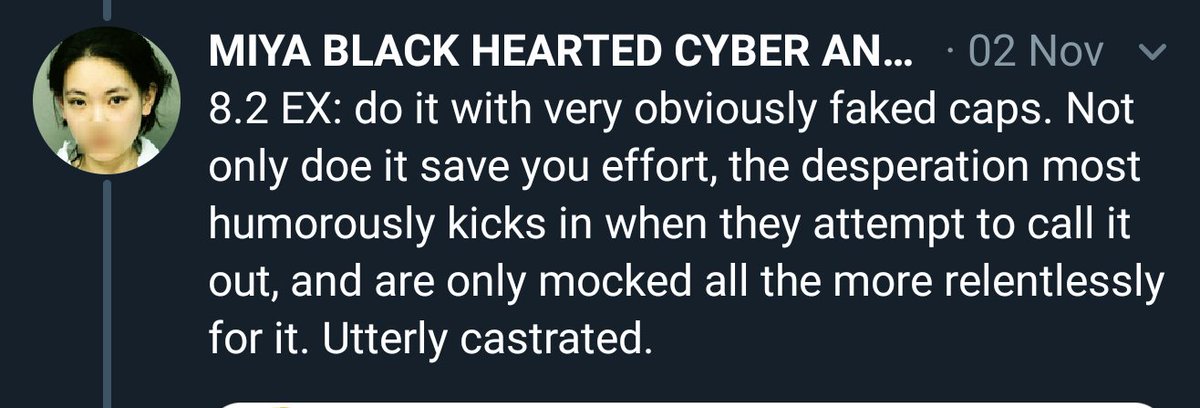 MIYA BLACK HEARTED CYBER AN... · 02 Nov
8.2 EX: do it with very obviously faked caps. Not
only doe it save you effort, the desperation most
humorously kicks in when they attempt to call it
out, and are only mocked all the more relentlessly
for it. Utterly castrated.